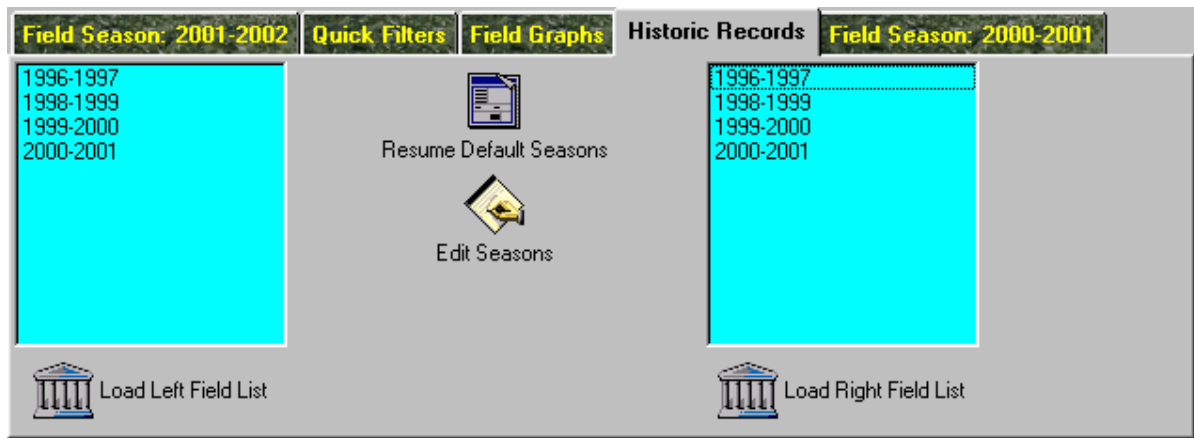 Field Season: 2001-2002
Quick Filters
Field Graphs
Historic Records
Field Season: 2000-2001
1996-1997
1998-1999
1999-2000
2000-2001
Resume Default Seasons
Edit Seasons
1996-1997
1998-1999
1999-2000
2000-2001
Load Left Field List
Load Right Field List